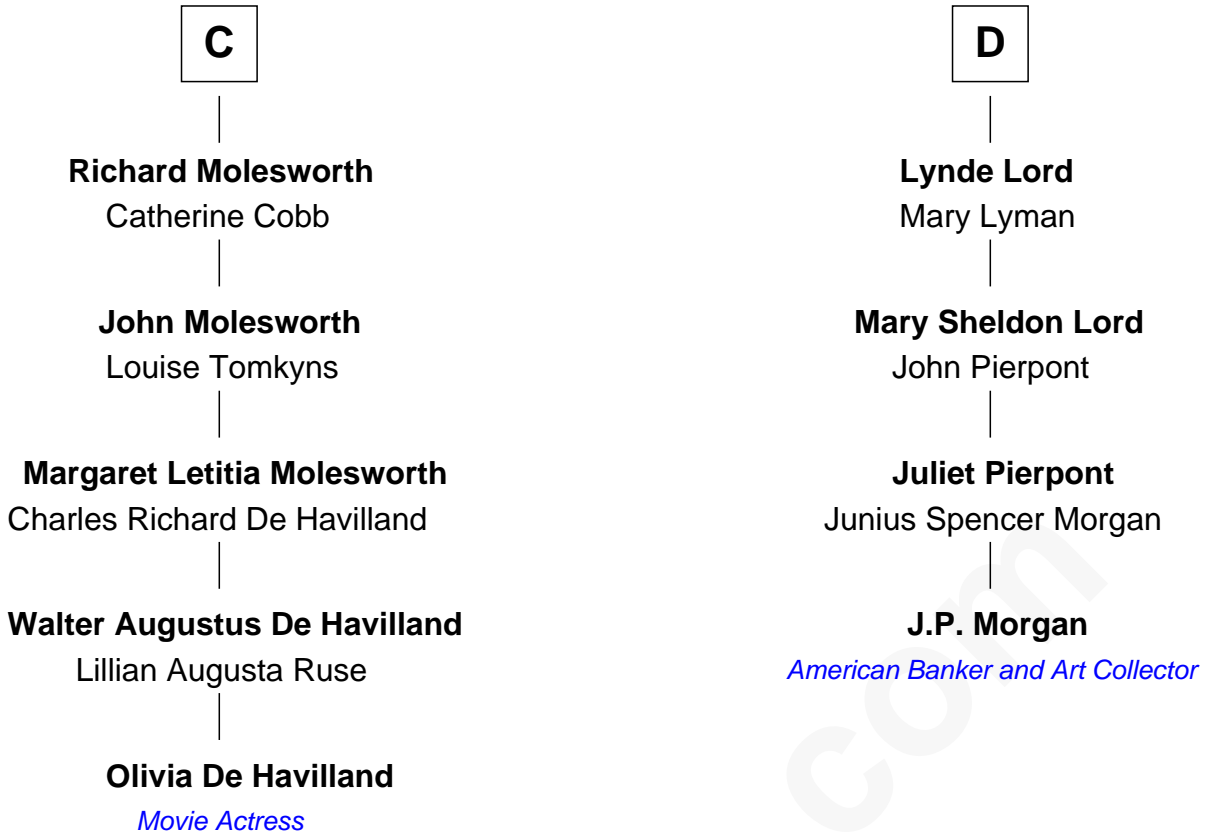 C
Richard Molesworth
Catherine Cobb
John Molesworth
Louise Tomkyns
Margaret Letitia Molesworth
Charles Richard De Havilland
Walter Augustus De Havilland
Lillian Augusta Ruse
Olivia De Havilland
Movie Actress
D
Lynde Lord
Mary Lyman
Mary Sheldon Lord
John Pierpont
Juliet Pierpont
Junius Spencer Morgan
J.P. Morgan
American Banker and Art Collector
com